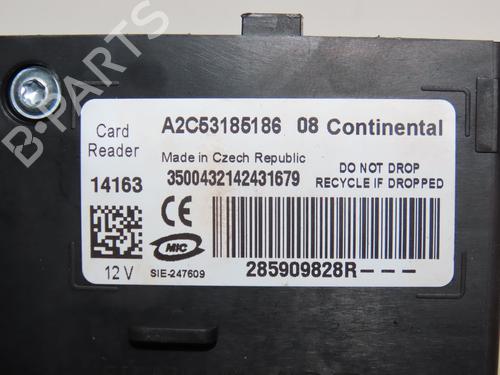 B-PARTS
Card Reader
A2C53185186 08 Continental
Made in Czech Republic
14163
3500432142431679
DO NOT DROP
RECYCLE IF DROPPED
CE
MIC
12 V
SIE-247609
285909828R---